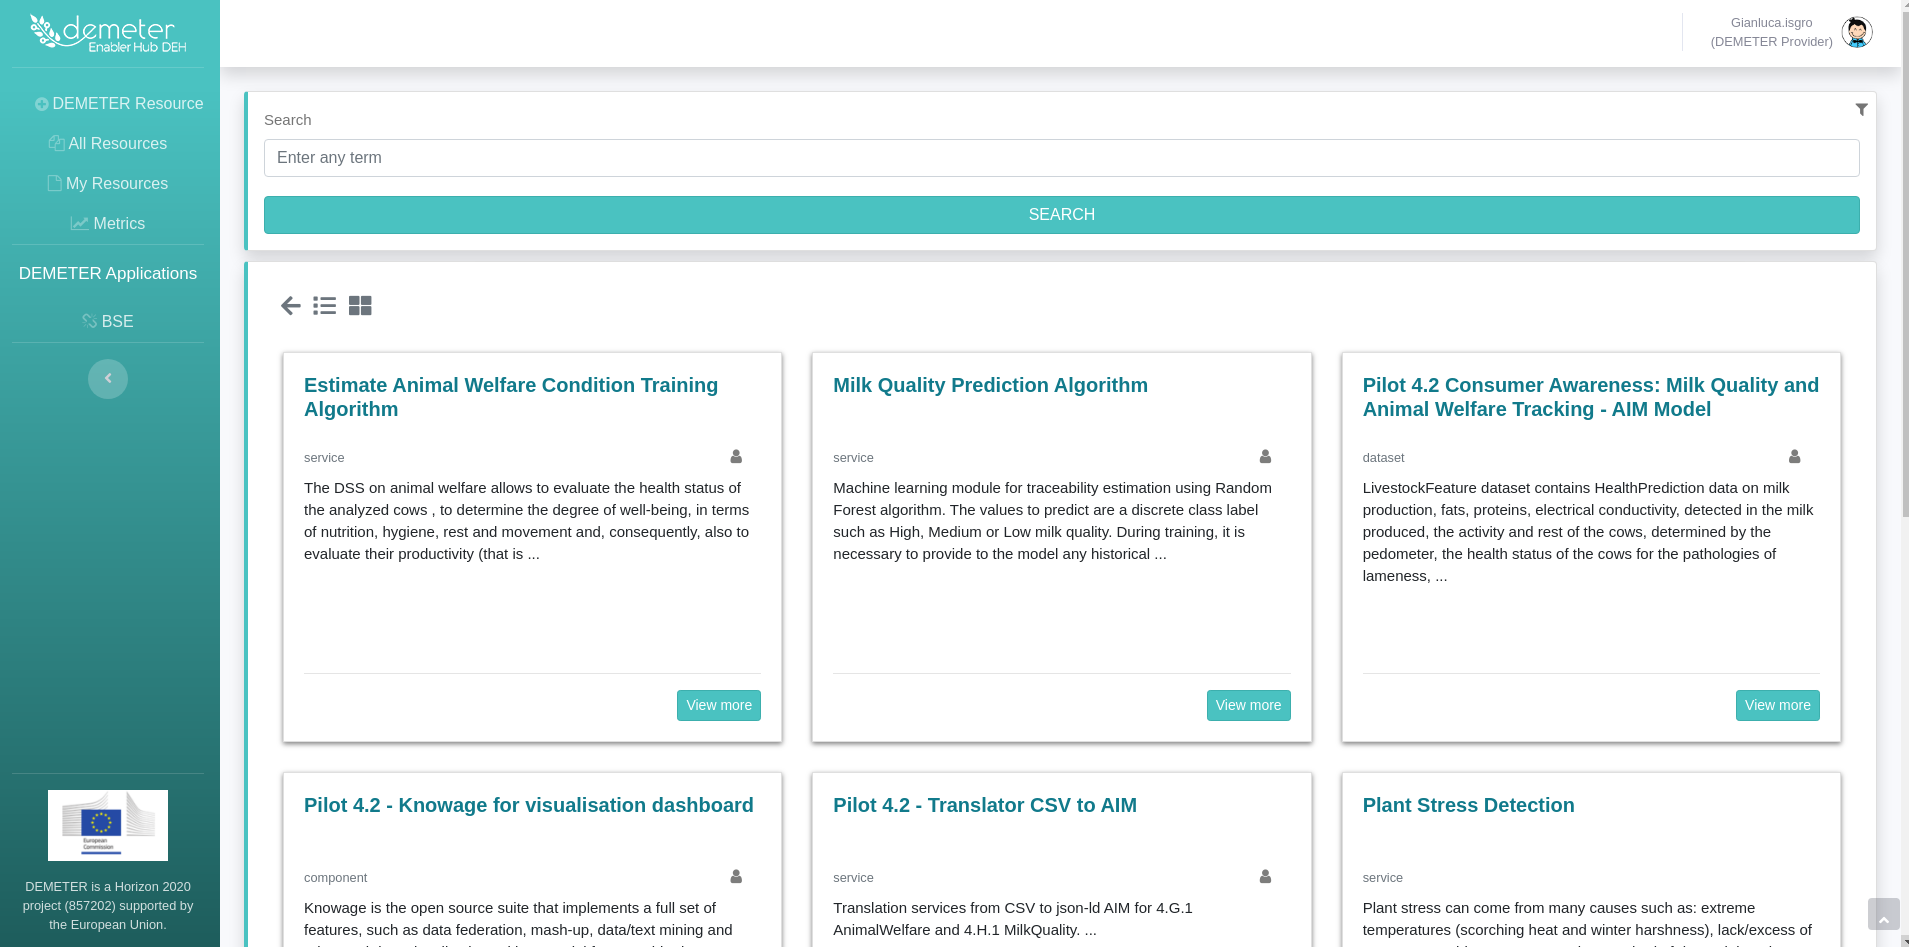 demeter
Enabler Hub DEH
DEMETER Resource
All Resources
My Resources
Metrics
DEMETER Applications
BSE
European
Commission
DEMETER is a Horizon 2020
project (857202) supported by
the European Union.
Gianluca.isgro
(DEMETER Provider)
Search
Enter any term
SEARCH
Estimate Animal Welfare Condition Training
Algorithm
service
The DSS on animal welfare allows to evaluate the health status of
the analyzed cows , to determine the degree of well-being, in terms
of nutrition, hygiene, rest and movement and, consequently, also to
evaluate their productivity (that is ...
View more
Milk Quality Prediction Algorithm
service
Machine learning module for traceability estimation using Random
Forest algorithm. The values to predict are a discrete class label
such as High, Medium or Low milk quality. During training, it is
necessary to provide to the model any historical ...
View more
Pilot 4.2 Consumer Awareness: Milk Quality and
Animal Welfare Tracking - AIM Model
dataset
LivestockFeature dataset contains HealthPrediction data on milk
production, fats, proteins, electrical conductivity, detected in the milk
produced, the activity and rest of the cows, determined by the
pedometer, the health status of the cows for the pathologies of
lameness, ...
View more
Pilot 4.2 - Knowage for visualisation dashboard
component
Knowage is the open source suite that implements a full set of
features, such as data federation, mash-up, data/text mining and
Pilot 4.2 - Translator CSV to AIM
service
Translation services from CSV to json-ld AIM for 4.G.1
AnimalWelfare and 4.H.1 MilkQuality. ...
Plant Stress Detection
service
Plant stress can come from many causes such as: extreme
temperatures (scorching heat and winter harshness), lack/excess of